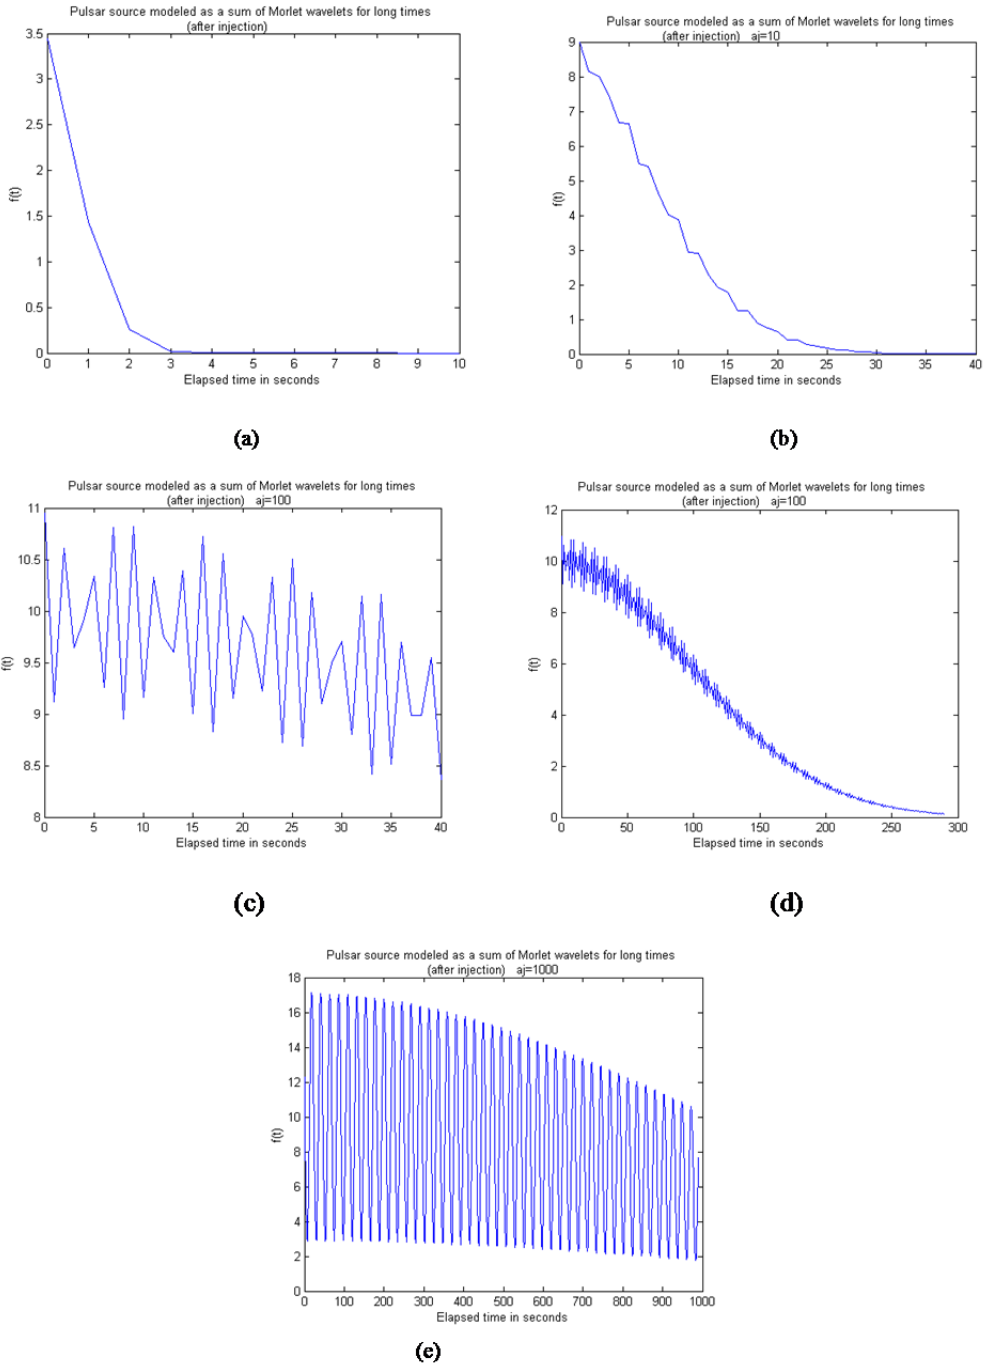 Pulsar source modeled as a sum of Morlet wavelets for long times
(after injection)
3.5
3
2.5
2
1.5
1
0.5
0
f(t)
0 1 2 3 4 5 6 7 8 9 10
Elapsed time in seconds
(a)
Pulsar source modeled as a sum of Morlet wavelets for long times
(after injection) aj=10
9
8
7
6
5
4
3
2
1
0
f(t)
0 5 10 15 20 25 30 35 40
Elapsed time in seconds
(b)
Pulsar source modeled as a sum of Morlet wavelets for long times
(after injection) aj=100
11
10.5
10
9.5
9
8.5
8
f(t)
0 5 10 15 20 25 30 35 40
Elapsed time in seconds
(c)
Pulsar source modeled as a sum of Morlet wavelets for long times
(after injection) aj=100
12
10
8
6
4
2
0
f(t)
0 50 100 150 200 250 300
Elapsed time in seconds
(d)
Pulsar source modeled as a sum of Morlet wavelets for long times
(after injection) aj=1000
18
16
14
12
10
8
6
4
2
0
f(t)
0 100 200 300 400 500 600 700 800 900 1000
Elapsed time in seconds
(e)